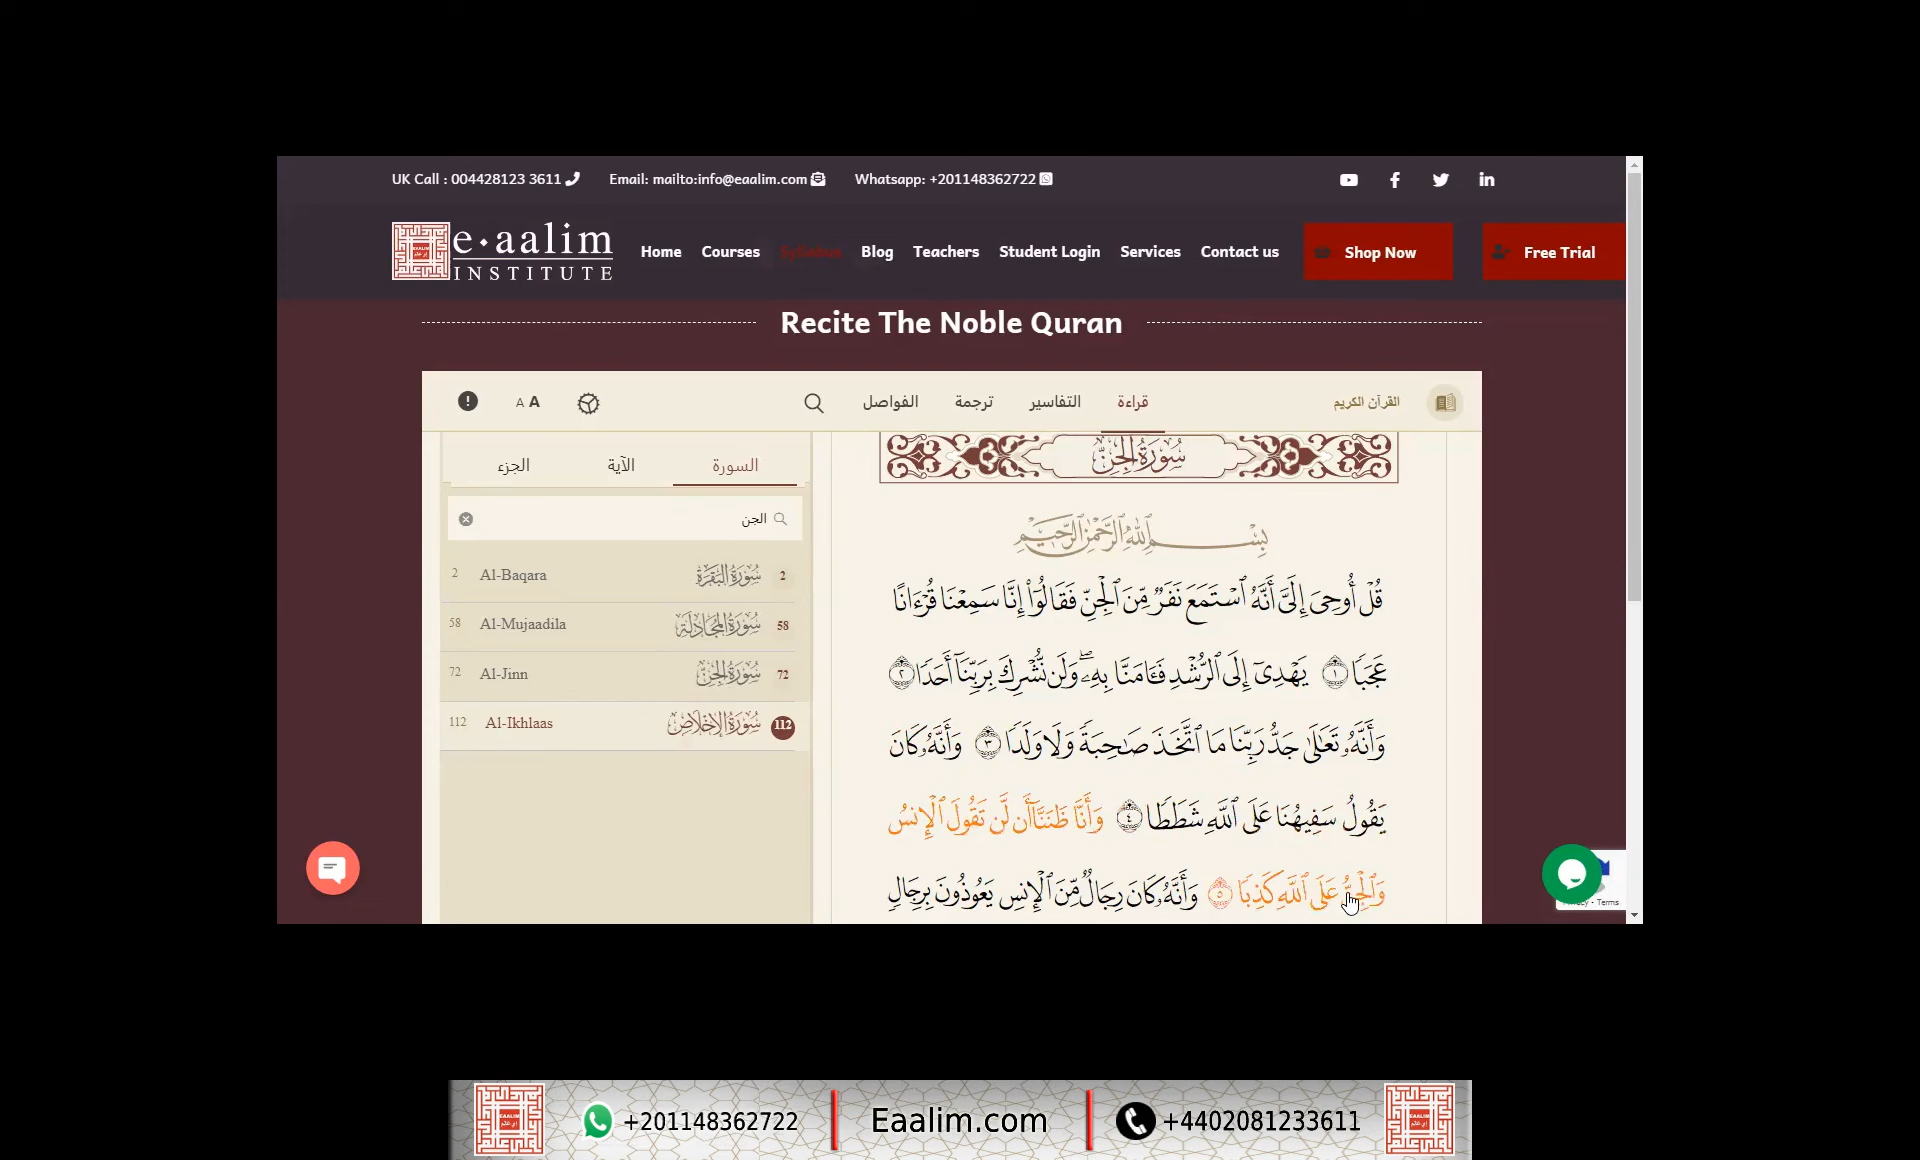 UK Call : 004428123 3611
Email: mailto:info@eaalim.com
Whatsapp: +201148362722
e·aalim
INSTITUTE
Home
Courses
Syllabus
Blog
Teachers
Student Login
Services
Contact us
Shop Now
Free Trial
Recite The Noble Quran
A A
الفواصل
ترجمة
التفاسير
قراءة
القرآن الكريم
السورة
الآية
الجزء
الجن
2 Al-Baqara سُورَةُ البَقَرَةِ 2
58 Al-Mujaadila سُورَةُ المُجَادلَةِ 58
72 Al-Jinn سُورَةُ الجِنِّ 72
112 Al-Ikhlaas سُورَةُ الإِخْلَاصِ 112
سُورَةُ الجِنِّ
بِسۡمِ ٱللَّهِ ٱلرَّحۡمَٰنِ ٱلرَّحِيمِ
قُلۡ أُوحِيَ إِلَيَّ أَنَّهُ ٱسۡتَمَعَ نَفَرٞ مِّنَ ٱلۡجِنِّ فَقَالُوٓاْ إِنَّا سَمِعۡنَا قُرۡءَانًا
عَجَبٗا ١ يَهۡدِيٓ إِلَى ٱلرُّشۡدِ فَـَٔامَنَّا بِهِۦۖ وَلَن نُّشۡرِكَ بِرَبِّنَآ أَحَدٗا ٢
وَأَنَّهُۥ تَعَٰلَىٰ جَدُّ رَبِّنَا مَا ٱتَّخَذَ صَٰحِبَةٗ وَلَا وَلَدٗا ٣ وَأَنَّهُۥ كَانَ
يَقُولُ سَفِيهُنَا عَلَى ٱللَّهِ شَطَطٗا ٤ وَأَنَّا ظَنَنَّآ أَن لَّن تَقُولَ ٱلۡإِنسُ
وَٱلۡجِنُّ عَلَى ٱللَّهِ كَذِبٗا ٥ وَأَنَّهُۥ كَانَ رِجَالٞ مِّنَ ٱلۡإِنسِ يَعُوذُونَ بِرِجَالٖ
Terms
+201148362722
Eaalim.com
+4402081233611